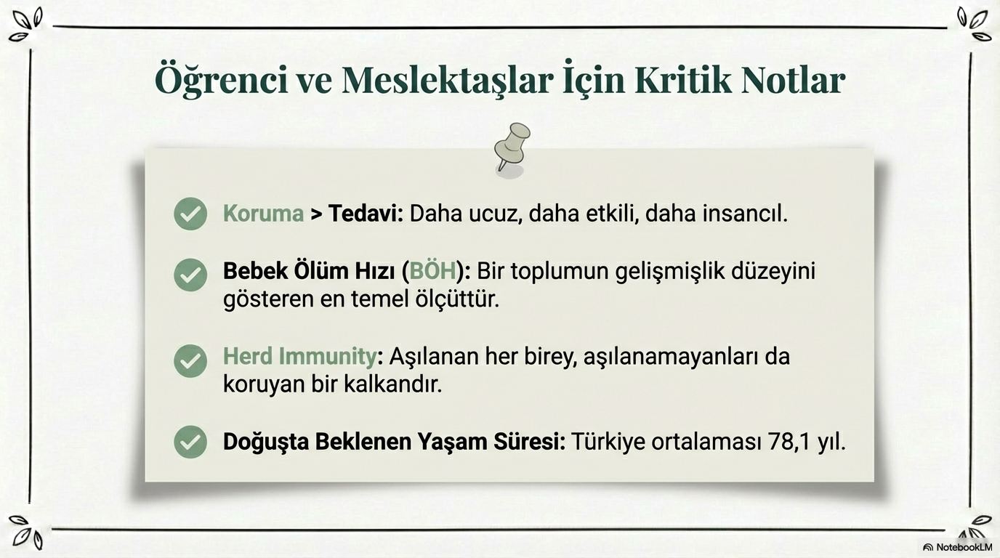 Öğrenci ve Meslektaşlar İçin Kritik Notlar
Koruma > Tedavi: Daha ucuz, daha etkili, daha insancıl.
Bebek Ölüm Hızı (BÖH): Bir toplumun gelişmişlik düzeyini
gösteren en temel ölçüttür.
Herd Immunity: Aşılanan her birey, aşılanamayanları da
koruyan bir kalkandır.
Doğuşta Beklenen Yaşam Süresi: Türkiye ortalaması 78,1 yıl.
NotebookLM